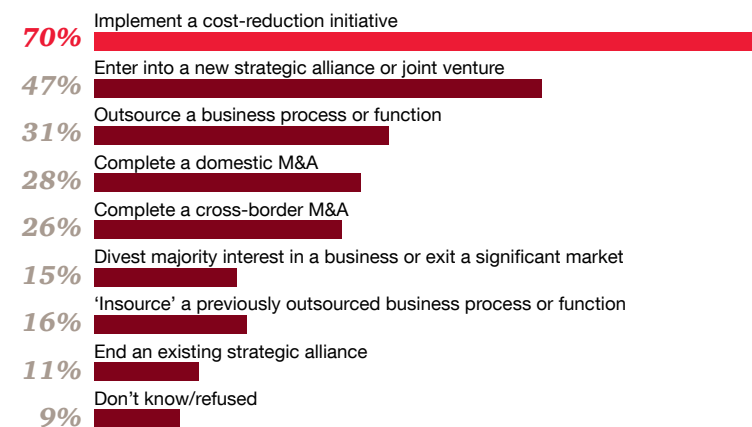 Implement a cost-reduction initiative
70%
Enter into a new strategic alliance or joint venture
47%
Outsource a business process or function
31%
Complete a domestic M&A
28%
Complete a cross-border M&A
26%
Divest majority interest in a business or exit a significant market
15%
‘Insource’ a previously outsourced business process or function
16%
End an existing strategic alliance
11%
Don’t know/refused
9%